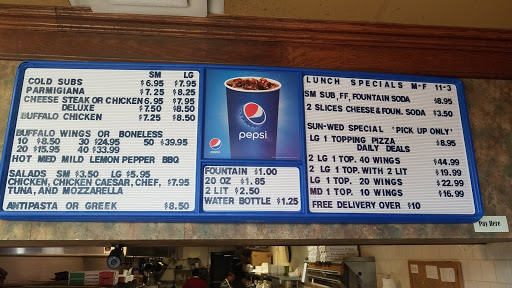 SM LG
COLD SUBS $6.95 $7.95
PARMIGIANA $7.25 $8.25
CHEESE STEAK OR CHICKEN 6.95 $7.95
DELUXE $7.50 $8.50
BUFFALO CHICKEN $7.25 $8.50
BUFFALO WINGS OR BONELESS
10 $8.50 30 $24.95 50 $39.95
20 $15.95 40 $33.99
HOT MED MILD LEMON PEPPER BBQ
SALADS SM $3.50 LG $5.95
CHICKEN, CHICKEN CAESAR, CHEF, $7.95
TUNA, AND MOZZARELLA
ANTIPASTA OR GREEK $8.50
pepsi
pepsi
FOUNTAIN $1.00
20 OZ $1.85
2 LIT $2.50
WATER BOTTLE $1.25
LUNCH SPECIALS M-F 11-3
SM SUB, FF, FOUNTAIN SODA $8.95
2 SLICES CHEESE & FOUN. SODA $3.50
SUN-WED SPECIAL 'PICK UP ONLY'
LG 1 TOPPING PIZZA $8.95
DAILY DEALS
2 LG 1 TOP. 40 WINGS $44.99
2 LG 1 TOP. WITH 2 LIT $19.99
LG 1 TOP. 20 WINGS $22.99
MD 1 TOP. 10 WINGS $16.99
FREE DELIVERY OVER $10
Pay Here